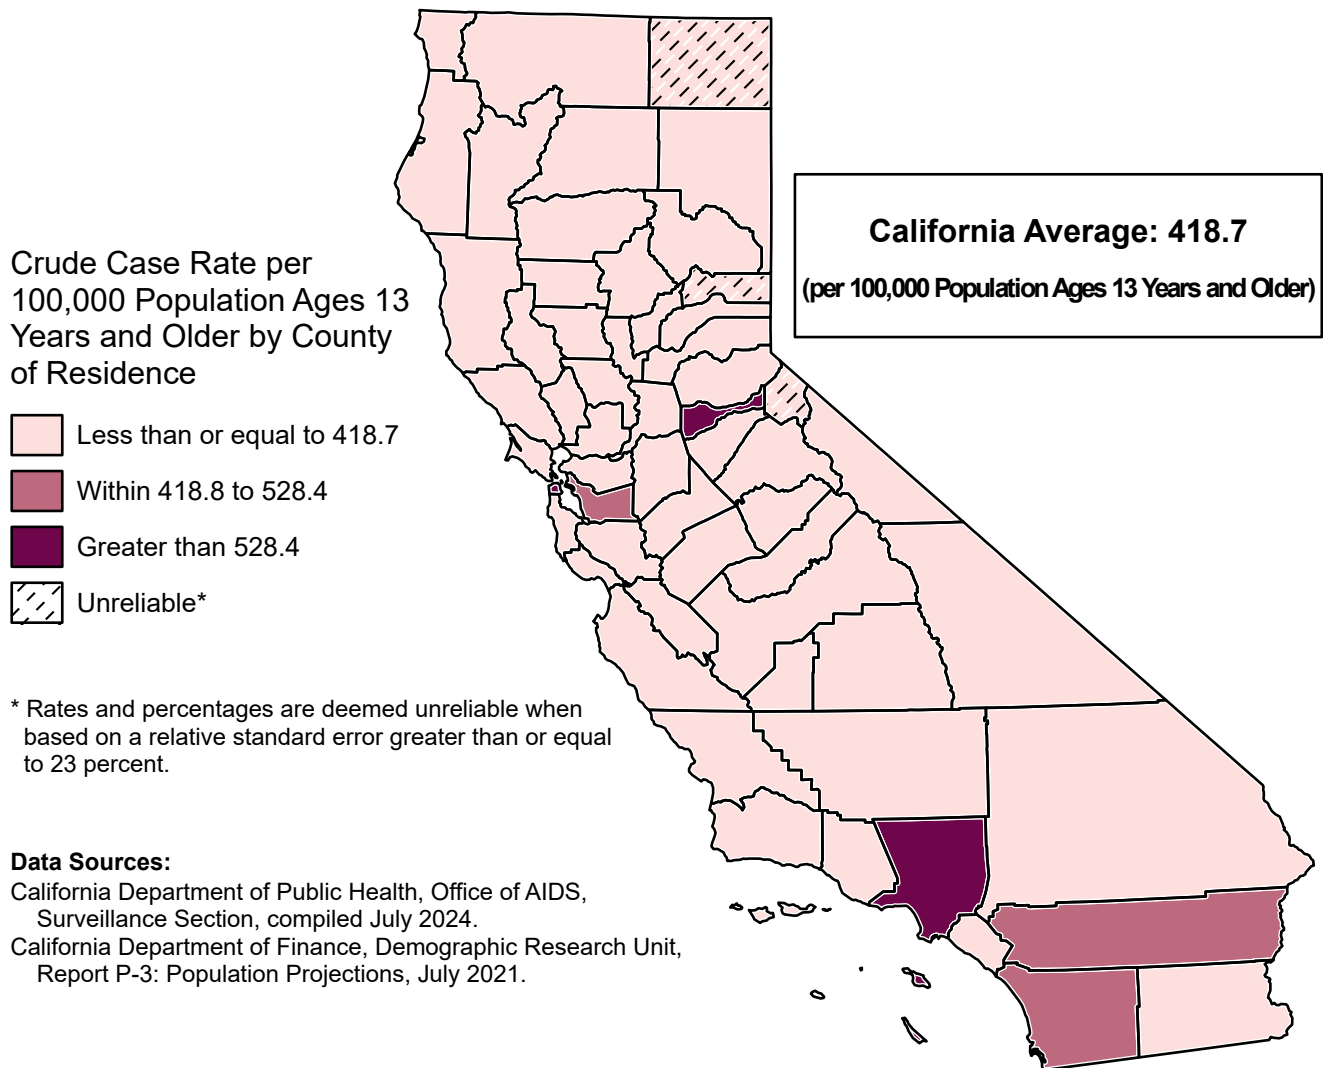 California Average: 418.7
(per 100,000 Population Ages 13 Years and Older)
Crude Case Rate per
100,000 Population Ages 13
Years and Older by County
of Residence
Less than or equal to 418.7
Within 418.8 to 528.4
Greater than 528.4
Unreliable*
* Rates and percentages are deemed unreliable when
based on a relative standard error greater than or equal
to 23 percent.
Data Sources:
California Department of Public Health, Office of AIDS,
Surveillance Section, compiled July 2024.
California Department of Finance, Demographic Research Unit,
Report P-3: Population Projections, July 2021.